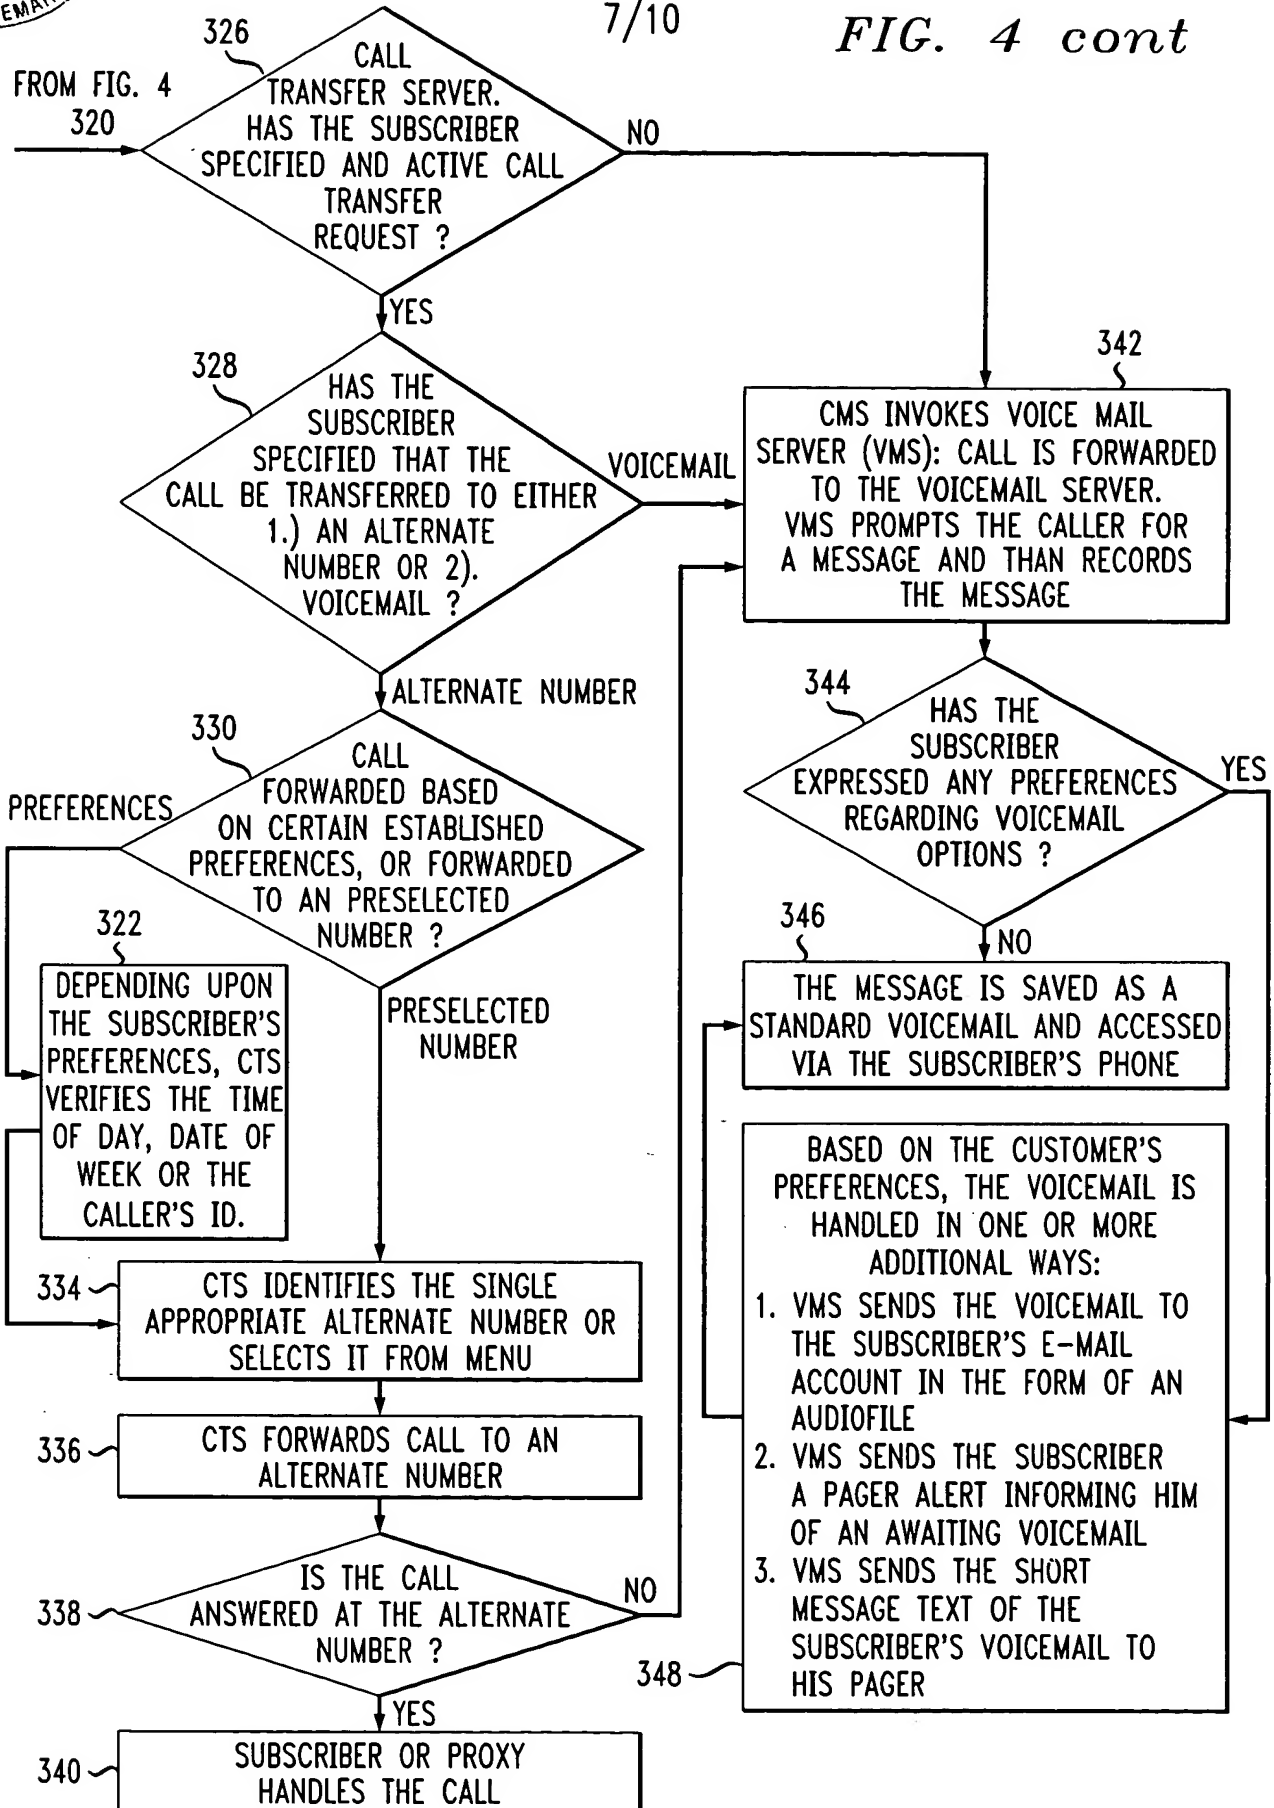 7/10
FIG. 4 cont
326
FROM FIG. 4
320
CALL
TRANSFER SERVER.
HAS THE SUBSCRIBER
SPECIFIED AND ACTIVE CALL
TRANSFER
REQUEST ?
NO
YES
328
HAS THE
SUBSCRIBER
SPECIFIED THAT THE
CALL BE TRANSFERRED TO EITHER
1.) AN ALTERNATE
NUMBER OR 2).
VOICEMAIL ?
VOICEMAIL
ALTERNATE NUMBER
342
CMS INVOKES VOICE MAIL
SERVER (VMS): CALL IS FORWARDED
TO THE VOICEMAIL SERVER.
VMS PROMPTS THE CALLER FOR
A MESSAGE AND THAN RECORDS
THE MESSAGE
330
CALL
FORWARDED BASED
ON CERTAIN ESTABLISHED
PREFERENCES, OR FORWARDED
TO AN PRESELECTED
NUMBER ?
PREFERENCES
PRESELECTED
NUMBER
322
DEPENDING UPON
THE SUBSCRIBER'S
PREFERENCES, CTS
VERIFIES THE TIME
OF DAY, DATE OF
WEEK OR THE
CALLER'S ID.
334
CTS IDENTIFIES THE SINGLE
APPROPRIATE ALTERNATE NUMBER OR
SELECTS IT FROM MENU
336
CTS FORWARDS CALL TO AN
ALTERNATE NUMBER
338
IS THE CALL
ANSWERED AT THE ALTERNATE
NUMBER ?
NO
YES
340
SUBSCRIBER OR PROXY
HANDLES THE CALL
344
HAS THE
SUBSCRIBER
EXPRESSED ANY PREFERENCES
REGARDING VOICEMAIL
OPTIONS ?
YES
NO
346
THE MESSAGE IS SAVED AS A
STANDARD VOICEMAIL AND ACCESSED
VIA THE SUBSCRIBER'S PHONE
BASED ON THE CUSTOMER'S
PREFERENCES, THE VOICEMAIL IS
HANDLED IN ONE OR MORE
ADDITIONAL WAYS:
1. VMS SENDS THE VOICEMAIL TO
THE SUBSCRIBER'S E-MAIL
ACCOUNT IN THE FORM OF AN
AUDIOFILE
2. VMS SENDS THE SUBSCRIBER
A PAGER ALERT INFORMING HIM
OF AN AWAITING VOICEMAIL
3. VMS SENDS THE SHORT
MESSAGE TEXT OF THE
SUBSCRIBER'S VOICEMAIL TO
HIS PAGER
348